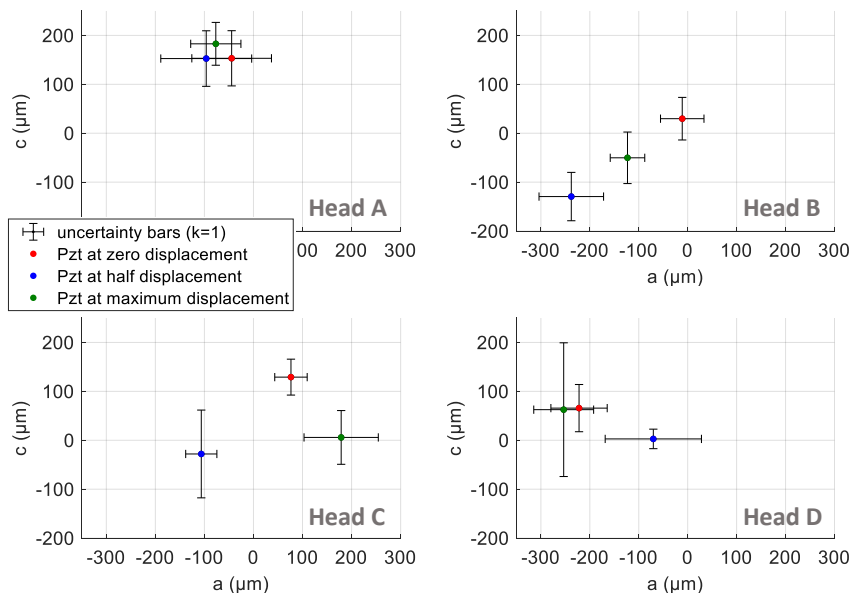 200
100
0
-100
c (µm)
Head A
100
200
300
200
100
0
-100
-200
c (µm)
Head B
-300
-200
-100
0
100
200
300
a (µm)
uncertainty bars (k=1)
Pzt at zero displacement
Pzt at half displacement
Pzt at maximum displacement
200
100
0
-100
-200
c (µm)
Head C
-300
-200
-100
0
100
200
300
a (µm)
200
100
0
-100
-200
c (µm)
Head D
-300
-200
-100
0
100
200
300
a (µm)